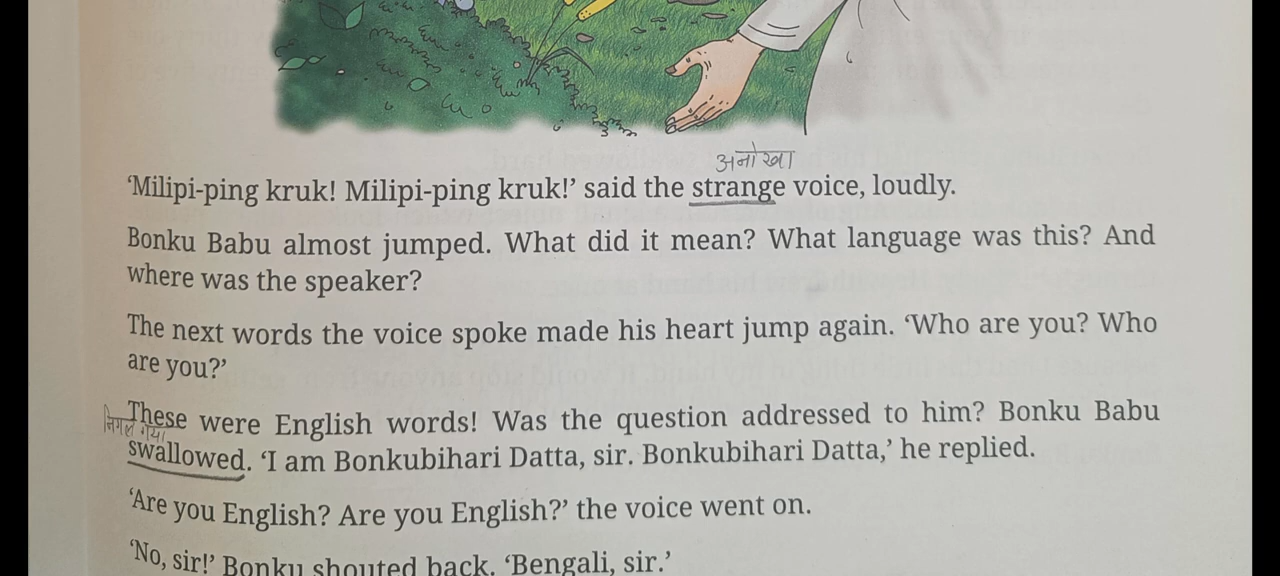 अनोखा
‘Milipi-ping kruk! Milipi-ping kruk!’ said the strange voice, loudly.
Bonku Babu almost jumped. What did it mean? What language was this? And
where was the speaker?
The next words the voice spoke made his heart jump again. ‘Who are you? Who
are you?’
These were English words! Was the question addressed to him? Bonku Babu
निगल गया
swallowed. ‘I am Bonkubihari Datta, sir. Bonkubihari Datta,’ he replied.
‘Are you English? Are you English?’ the voice went on.
‘No, sir!’ Bonku shouted back. ‘Bengali, sir.’